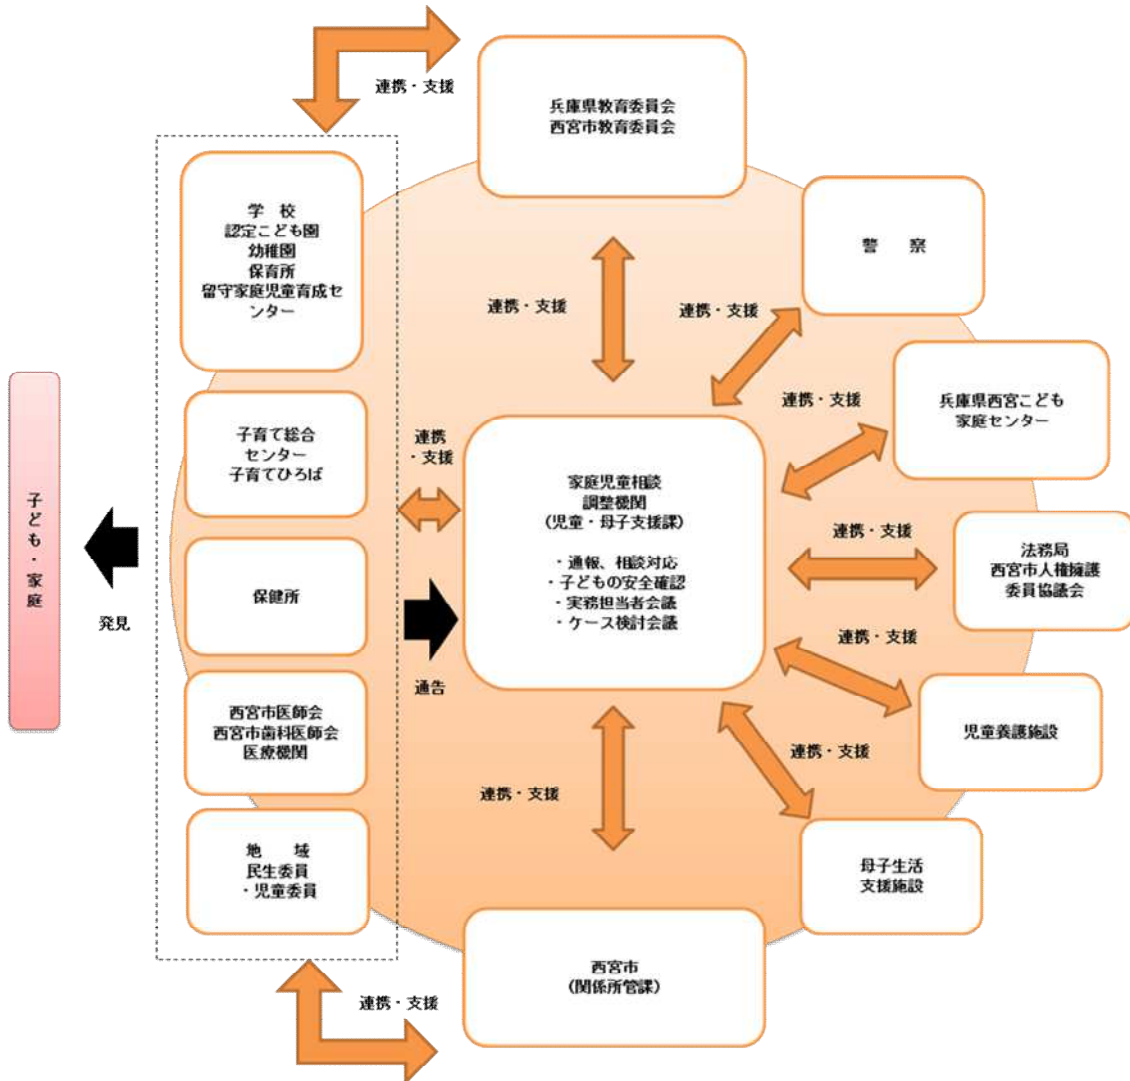 連携・支援
兵庫県教育委員会
西宮市教育委員会
学　校
認定こども園
幼稚園
保育所
留守家庭児童育成セ
ンター
警　　察
連携・支援
連携・支援
連携・支援
兵庫県西宮こども
家庭センター
子育て総合
センター
子育てひろば
連携
・支援
家庭児童相談
調整機関
(児童・母子支援課)
・通報、相談対応
・子どもの安全確認
・実務担当者会議
・ケース検討会議
連携・支援
法務局
西宮市人権擁護
委員協議会
子ども・家庭
発見
保健所
通告
連携・支援
児童養護施設
西宮市医師会
西宮市歯科医師会
医療機関
連携・支援
連携・支援
地　　域
民生委員
・児童委員
母子生活
支援施設
西宮市
(関係所管課)
連携・支援